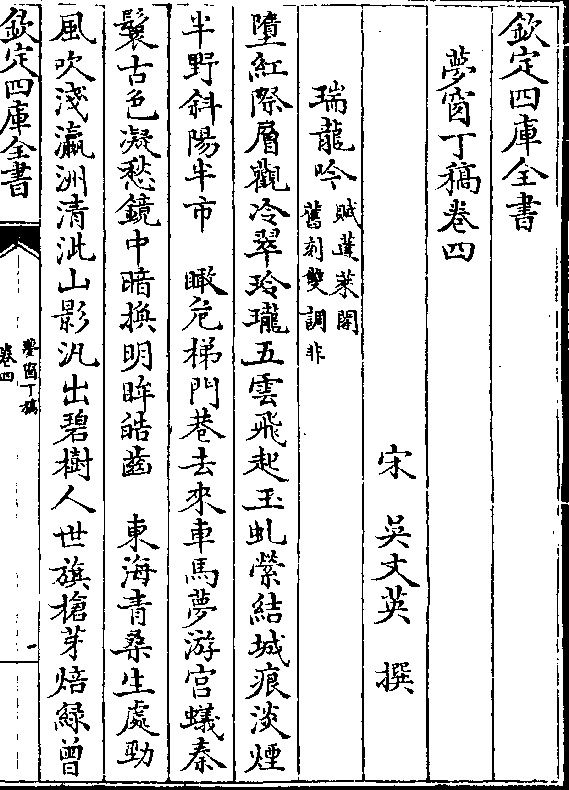 欽定四庫全書
夢窗丁稿卷四
宋 吳文英 撰
瑞龍吟 賦蓬萊閣 舊刻雙調非
墮紅際層觀冷翠玲瓏五雲飛起玉虬縈結城痕淡煙
半野斜陽半市 瞰危梯門巷去來車馬夢游宫蟻秦
鬟古色凝愁鏡中暗換明眸皓齒 東海青桑生處勁
風吹淺瀛洲清泚山影汎出碧樹人世旗槍芽焙綠曾
欽定四庫全書
夢窗丁稿
卷四
一